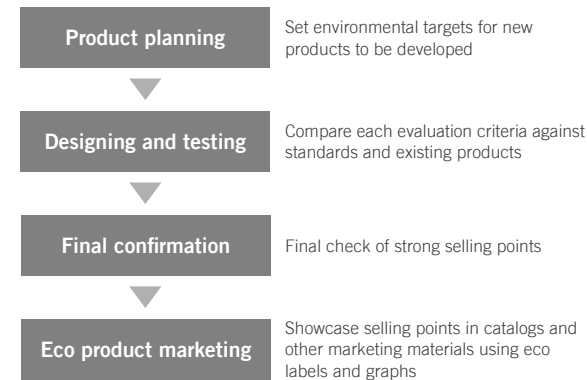 Product planning
Set environmental targets for new
products to be developed
Designing and testing
Compare each evaluation criteria against
standards and existing products
Final confirmation
Final check of strong selling points
Eco product marketing
Showcase selling points in catalogs and
other marketing materials using eco
labels and graphs